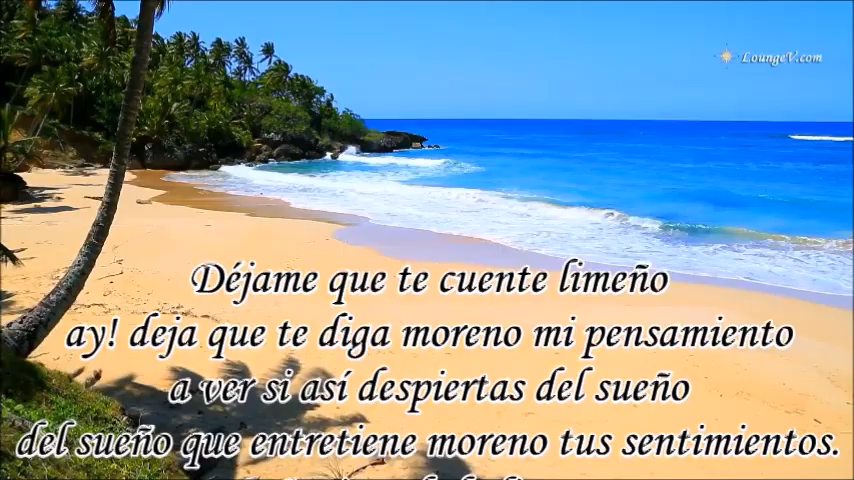 LoungeV.com
Déjame que te cuente limeño
ay! deja que te diga moreno mi pensamiento
a ver si así despiertas del sueño
del sueño que entretiene moreno tus sentimientos.